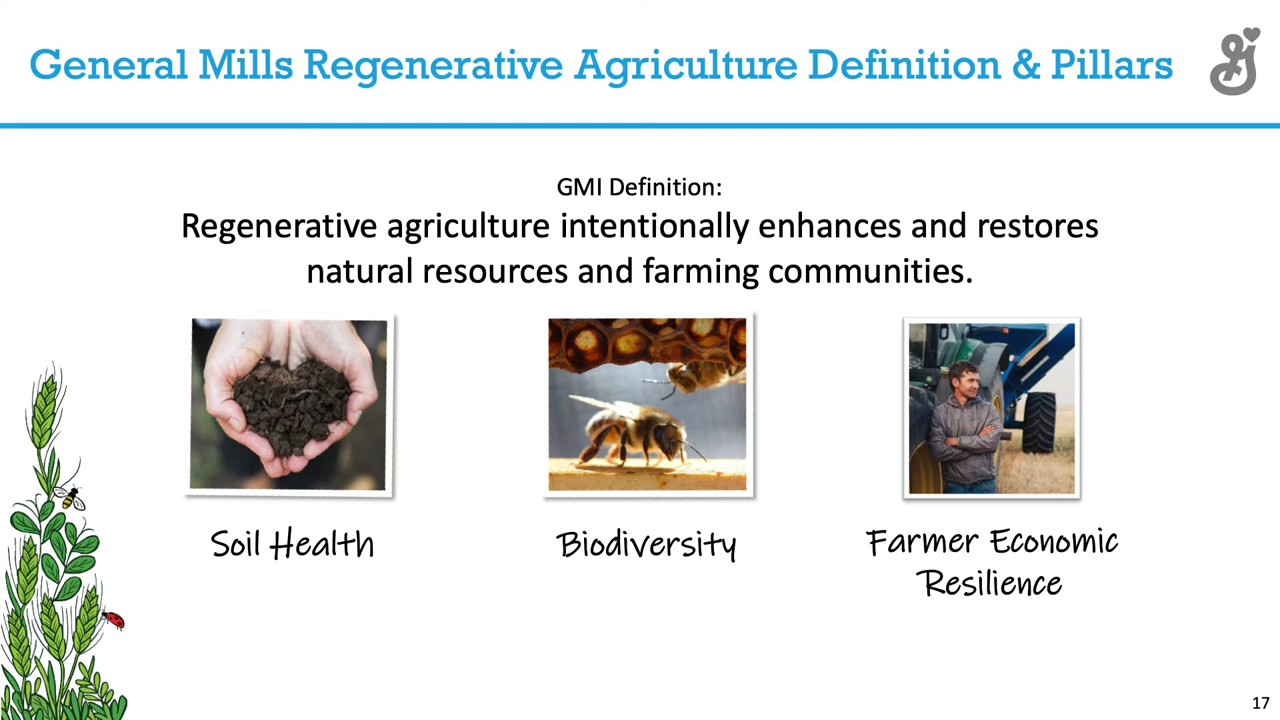 General Mills Regenerative Agriculture Definition & Pillars
GMI Definition:
Regenerative agriculture intentionally enhances and restores
natural resources and farming communities.
Soil Health
Biodiversity
Farmer Economic
Resilience
17